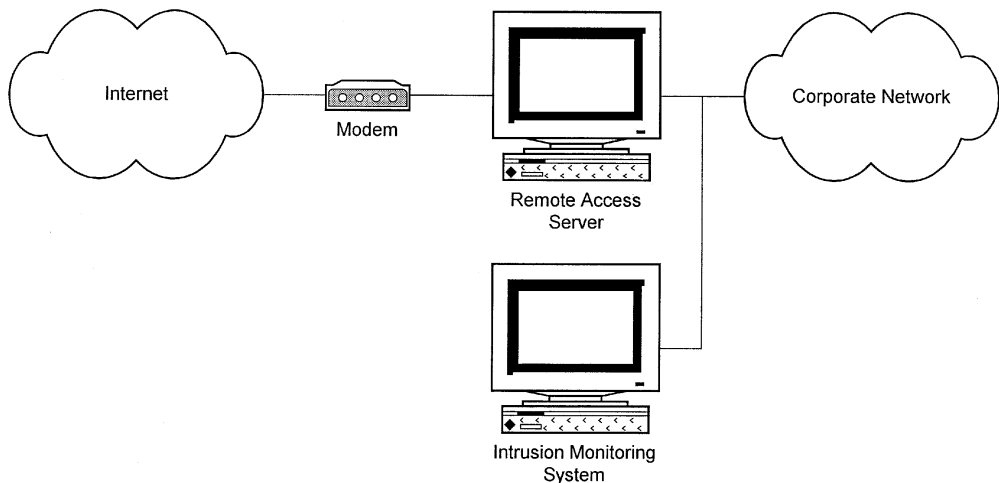 Internet
Modem
Remote Access
Server
Corporate Network
Intrusion Monitoring
System